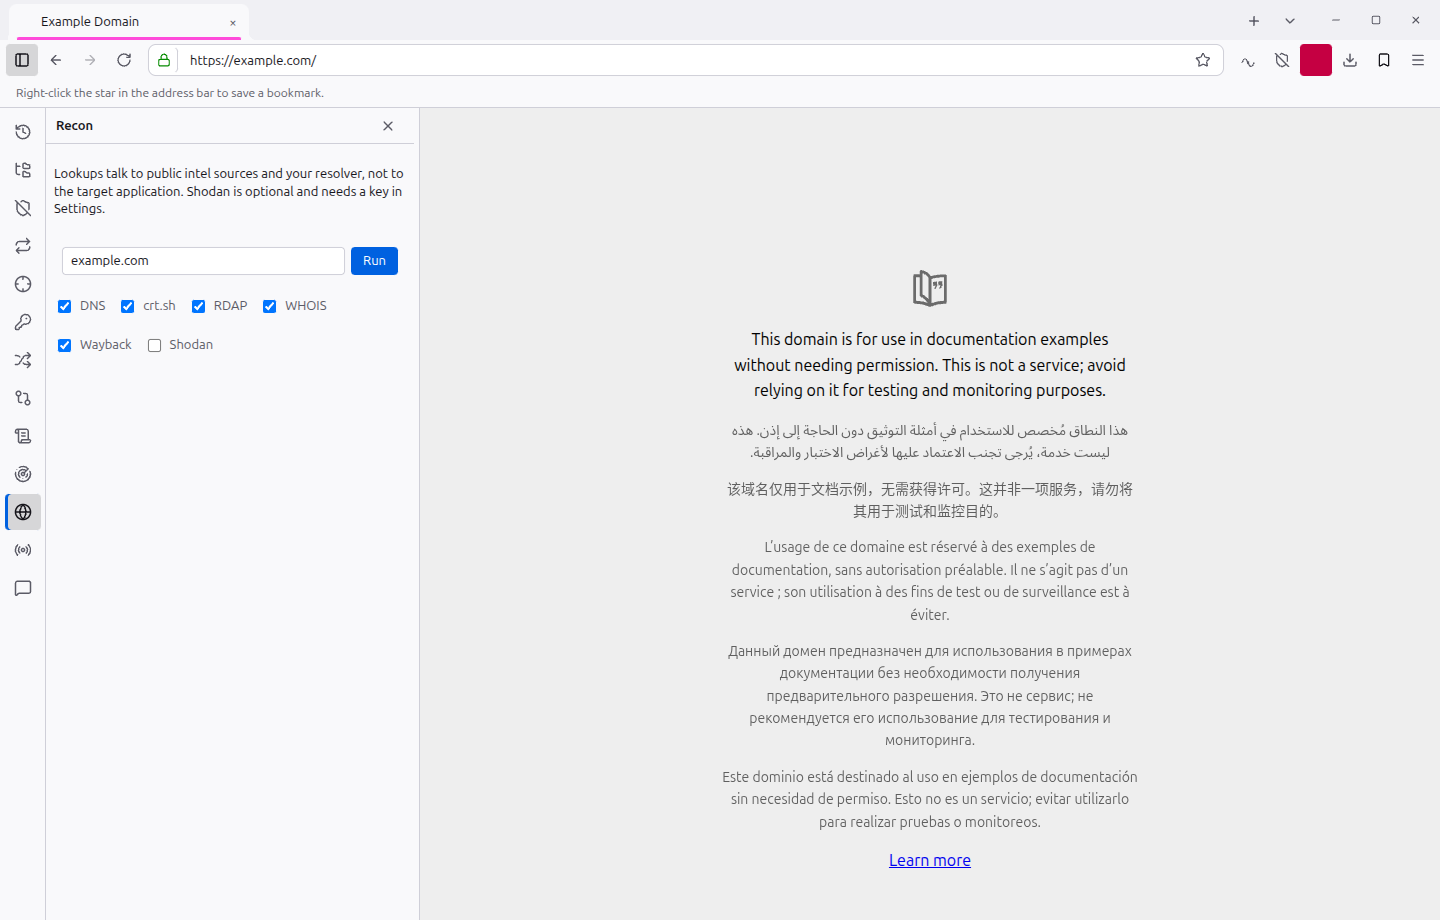 Example Domain
https://example.com/
Right-click the star in the address bar to save a bookmark.
Recon
Lookups talk to public intel sources and your resolver, not to
the target application. Shodan is optional and needs a key in
Settings.
example.com
Run
DNS
crt.sh
RDAP
WHOIS
Wayback
Shodan
This domain is for use in documentation examples
without needing permission. This is not a service; avoid
relying on it for testing and monitoring purposes.
هذا النطاق مُخصص للاستخدام في أمثلة التوثيق دون الحاجة إلى إذن. هذه
ليست خدمة، يُرجى تجنب الاعتماد عليها لأغراض الاختبار والمراقبة.
该域名仅用于文档示例，无需获得许可。这并非一项服务，请勿将
其用于测试和监控目的。
L’usage de ce domaine est réservé à des exemples de
documentation, sans autorisation préalable. Il ne s’agit pas d’un
service ; son utilisation à des fins de test ou de surveillance est à
éviter.
Данный домен предназначен для использования в примерах
документации без необходимости получения
предварительного разрешения. Это не сервис; не
рекомендуется его использование для тестирования и
мониторинга.
Este dominio está destinado al uso en ejemplos de documentación
sin necesidad de permiso. Esto no es un servicio; evitar utilizarlo
para realizar pruebas o monitoreos.
Learn more